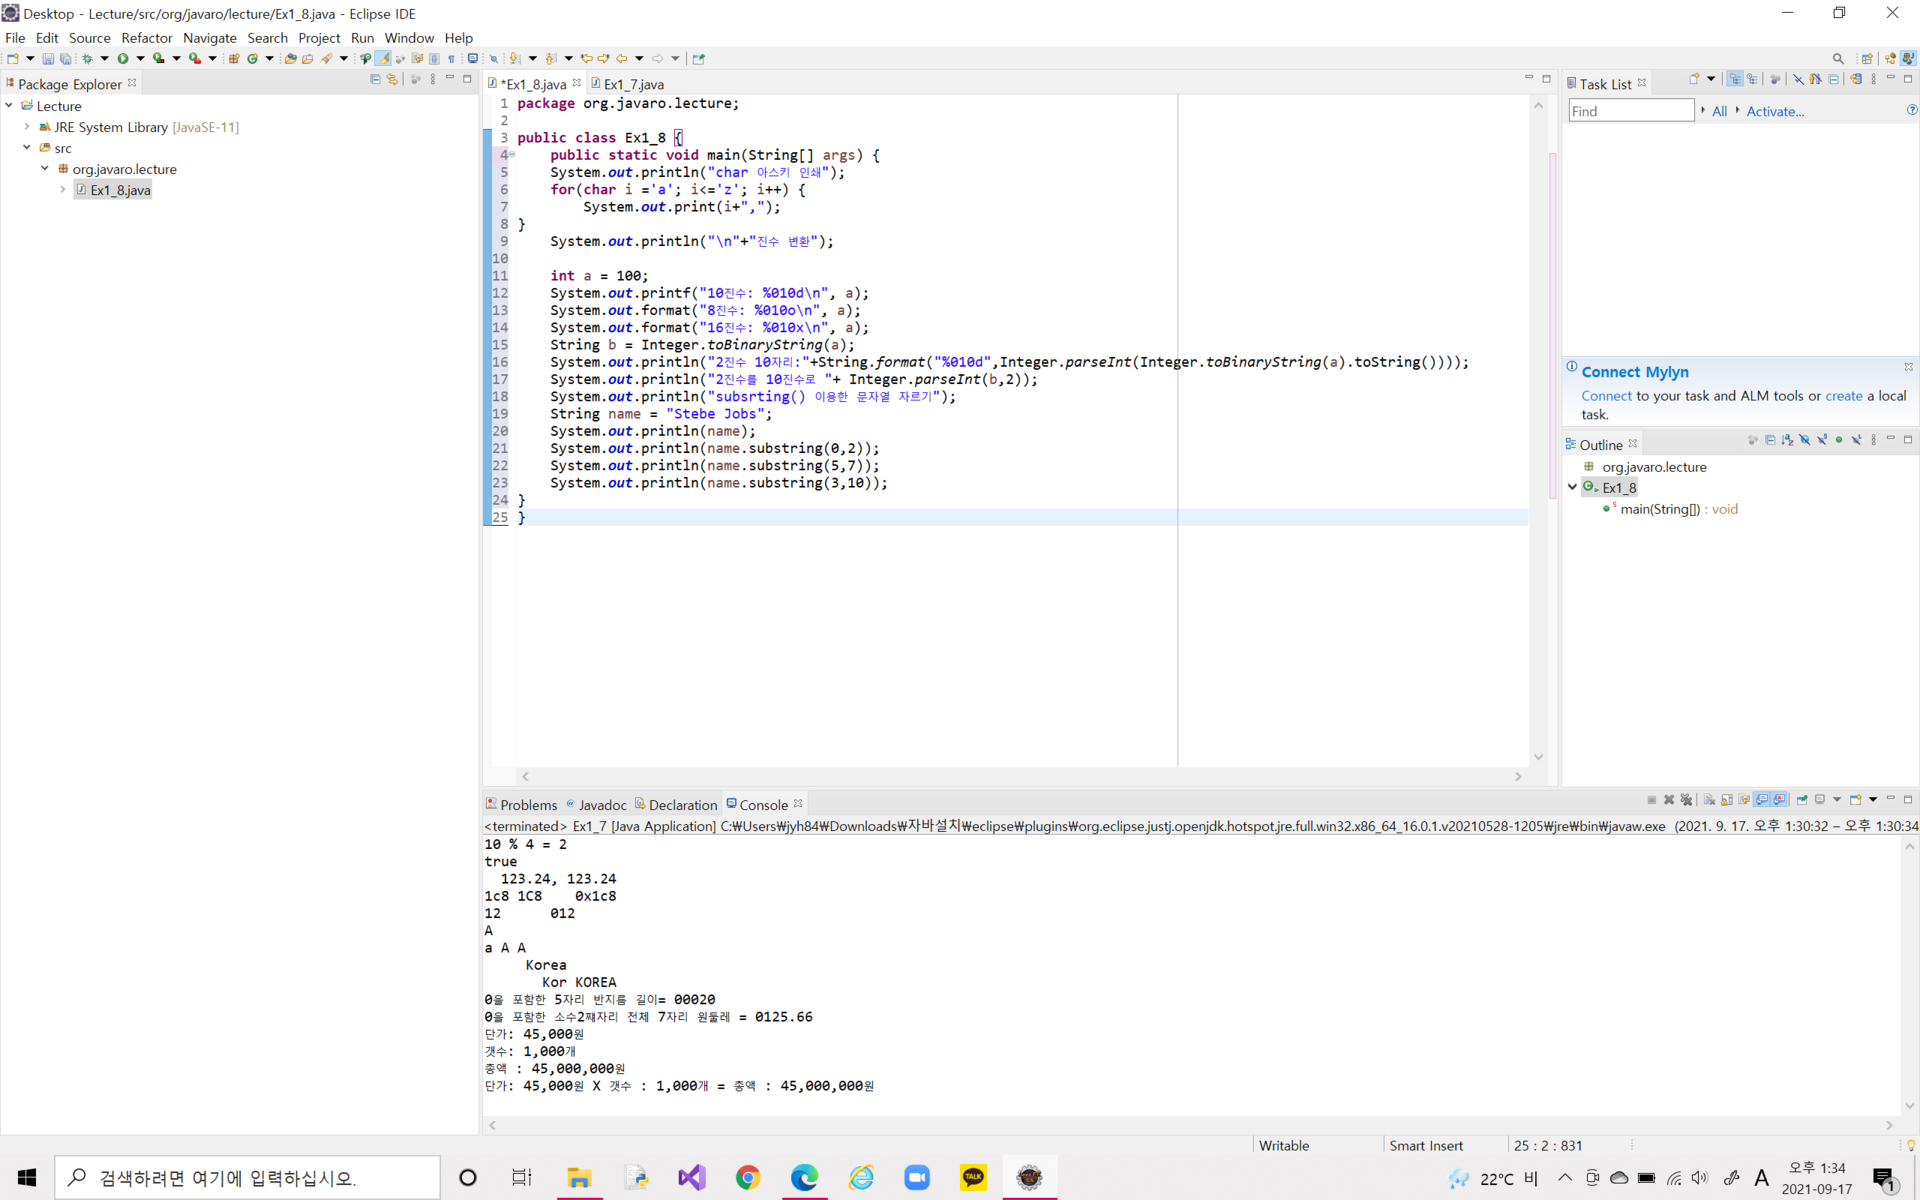 Desktop - Lecture/src/org/javaro/lecture/Ex1_8.java - Eclipse IDE
File Edit Source Refactor Navigate Search Project Run Window Help
Package Explorer
Lecture
JRE System Library [JavaSE-11]
src
org.javaro.lecture
Ex1_8.java
*Ex1_8.java Ex1_7.java
1 package org.javaro.lecture;
2
3 public class Ex1_8 {
4 public static void main(String[] args) {
5 System.out.println("char 아스키 인쇄");
6 for(char i ='a'; i<='z'; i++) {
7 System.out.print(i+",");
8 }
9 System.out.println("\n"+"진수 변환");
10
11 int a = 100;
12 System.out.printf("10진수: %010d\n", a);
13 System.out.format("8진수: %010o\n", a);
14 System.out.format("16진수: %010x\n", a);
15 String b = Integer.toBinaryString(a);
16 System.out.println("2진수 10자리:"+String.format("%010d",Integer.parseInt(Integer.toBinaryString(a).toString())));
17 System.out.println("2진수를 10진수로 "+ Integer.parseInt(b,2));
18 System.out.println("subsrting() 이용한 문자열 자르기");
19 String name = "Stebe Jobs";
20 System.out.println(name);
21 System.out.println(name.substring(0,2));
22 System.out.println(name.substring(5,7));
23 System.out.println(name.substring(3,10));
24 }
25 }
Task List
Find All Activate...
Connect Mylyn
Connect to your task and ALM tools or create a local
task.
Outline
org.javaro.lecture
Ex1_8
main(String[]) : void
Problems Javadoc Declaration Console
<terminated> Ex1_7 [Java Application] C:₩Users₩jyh84₩Downloads₩자바설치₩eclipse₩plugins₩org.eclipse.justj.openjdk.hotspot.jre.full.win32.x86_64_16.0.1.v20210528-1205₩jre₩bin₩javaw.exe (2021. 9. 17. 오후 1:30:32 – 오후 1:30:34
10 % 4 = 2
true
123.24, 123.24
1c8 1C8 0x1c8
12 012
A
a A A
Korea
Kor KOREA
0을 포함한 5자리 반지름 길이= 00020
0을 포함한 소수2째자리 전체 7자리 원둘레 = 0125.66
단가: 45,000원
갯수: 1,000개
총액 : 45,000,000원
단가: 45,000원 X 갯수 : 1,000개 = 총액 : 45,000,000원
Writable Smart Insert 25 : 2 : 831
검색하려면 여기에 입력하십시오.
TALK
22°C 비
A
오후 1:34
2021-09-17
1